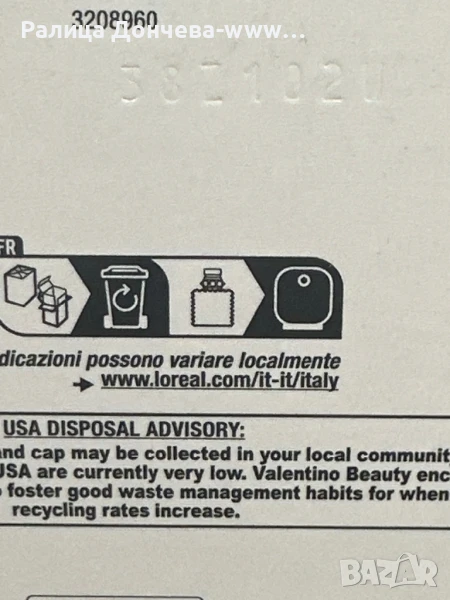 3208960
Ралица Дончева-www...
38Z102U
FR
dicazioni possono variare localmente
→ www.loreal.com/it-it/italy
USA DISPOSAL ADVISORY:
and cap may be collected in your local communit
USA are currently very low. Valentino Beauty enc
o foster good waste management habits for when
recycling rates increase.
BAZAR